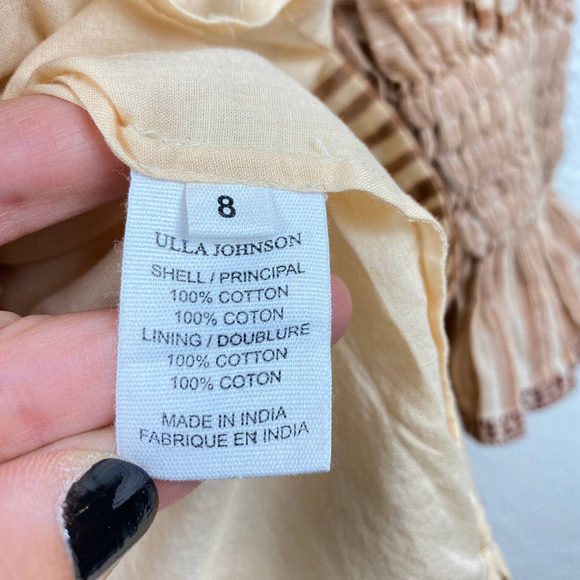 8
ULLA JOHNSON
SHELL / PRINCIPAL
100% COTTON
100% COTON
LINING / DOUBLURE
100% COTTON
100% COTON
MADE IN INDIA
FABRIQUE EN INDIA